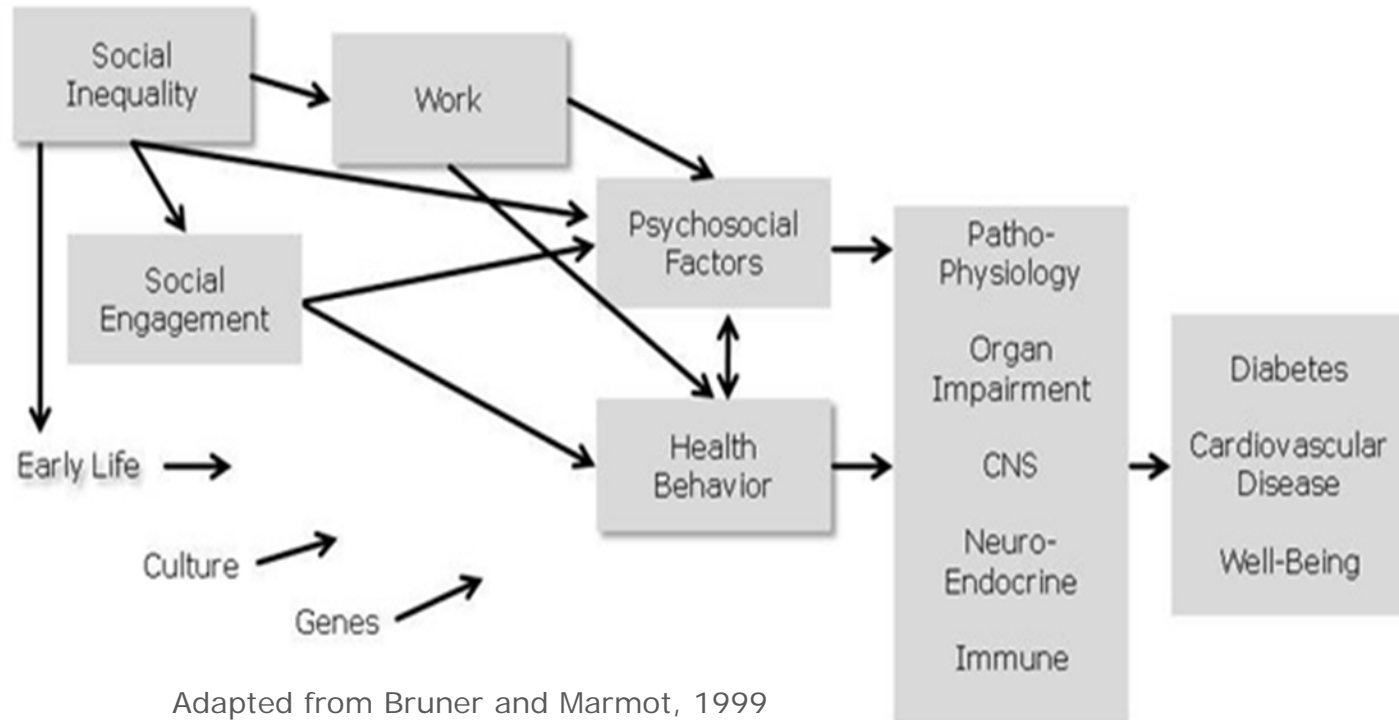 Social
Inequality
Work
Psychosocial
Factors
Social
Engagement
Patho-
Physiology
Organ
Impairment
CNS
Neuro-
Endocrine
Immune
Diabetes
Cardiovascular
Disease
Well-Being
Health
Behavior
Early Life
Culture
Genes
Adapted from Bruner and Marmot, 1999